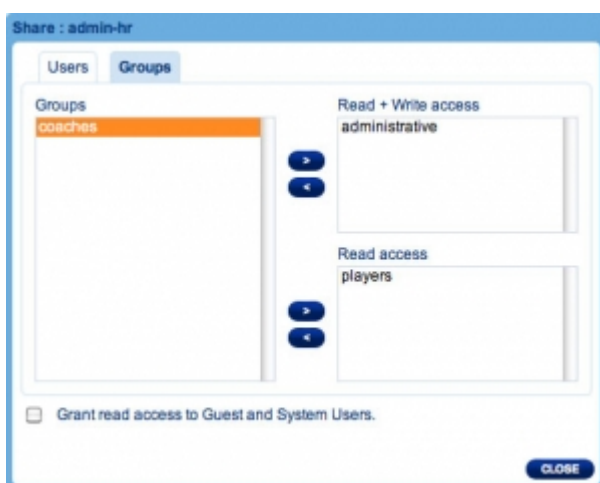 Share : admin-hr
Users Groups
Groups
coaches
Read + Write access
administrative
>
<
Read access
players
>
<
Grant read access to Guest and System Users.
CLOSE